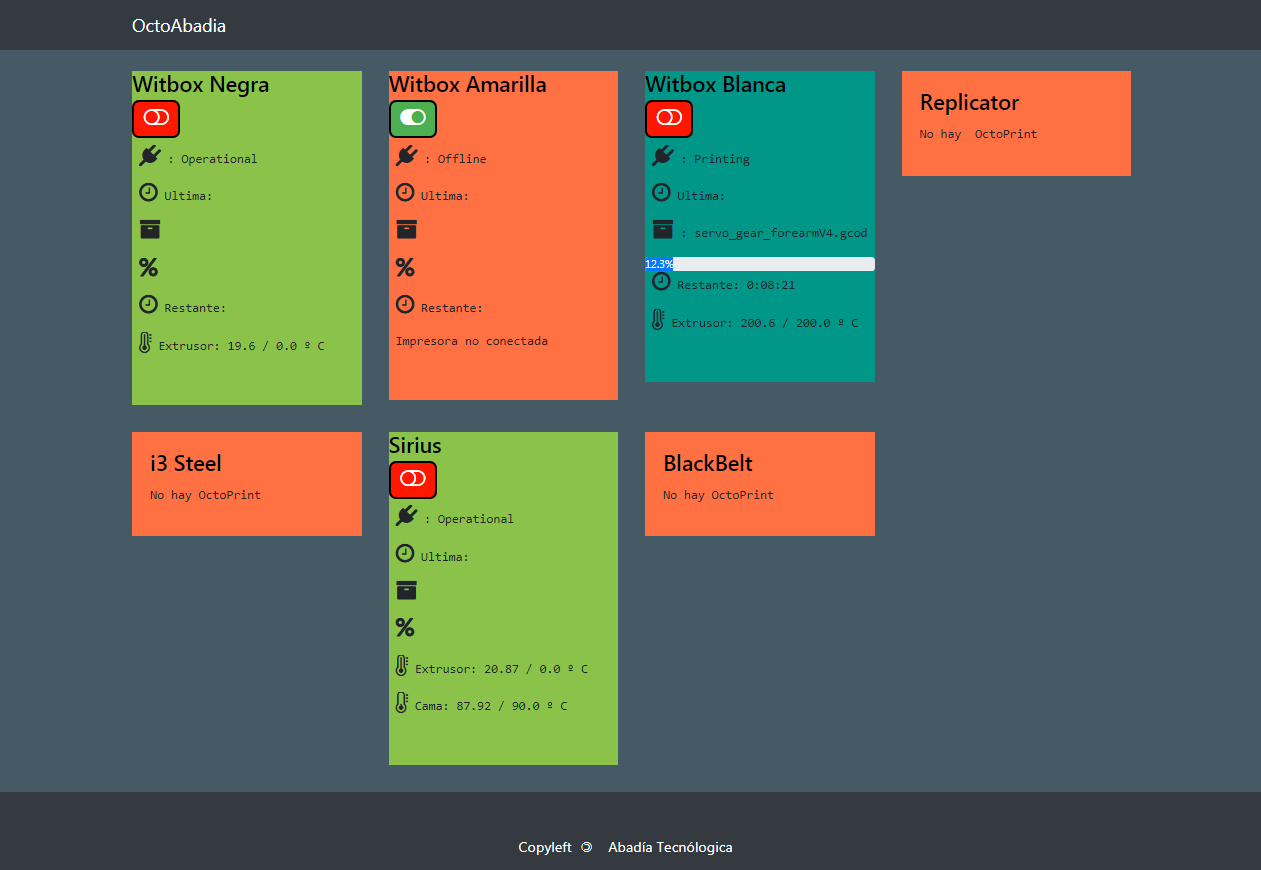 OctoAbadia
Witbox Negra
: Operational
Ultima:
%
Restante:
Extrusor: 19.6 / 0.0 º C
Witbox Amarilla
: Offline
Ultima:
%
Restante:
Impresora no conectada
Witbox Blanca
: Printing
Ultima:
: servo_gear_forearmV4.gcod
12.3%
Restante: 0:08:21
Extrusor: 200.6 / 200.0 º C
Replicator
No hay  OctoPrint
i3 Steel
No hay OctoPrint
Sirius
: Operational
Ultima:
%
Extrusor: 20.87 / 0.0 º C
Cama: 87.92 / 90.0 º C
BlackBelt
No hay OctoPrint
Copyleft Abadía Tecnólogica